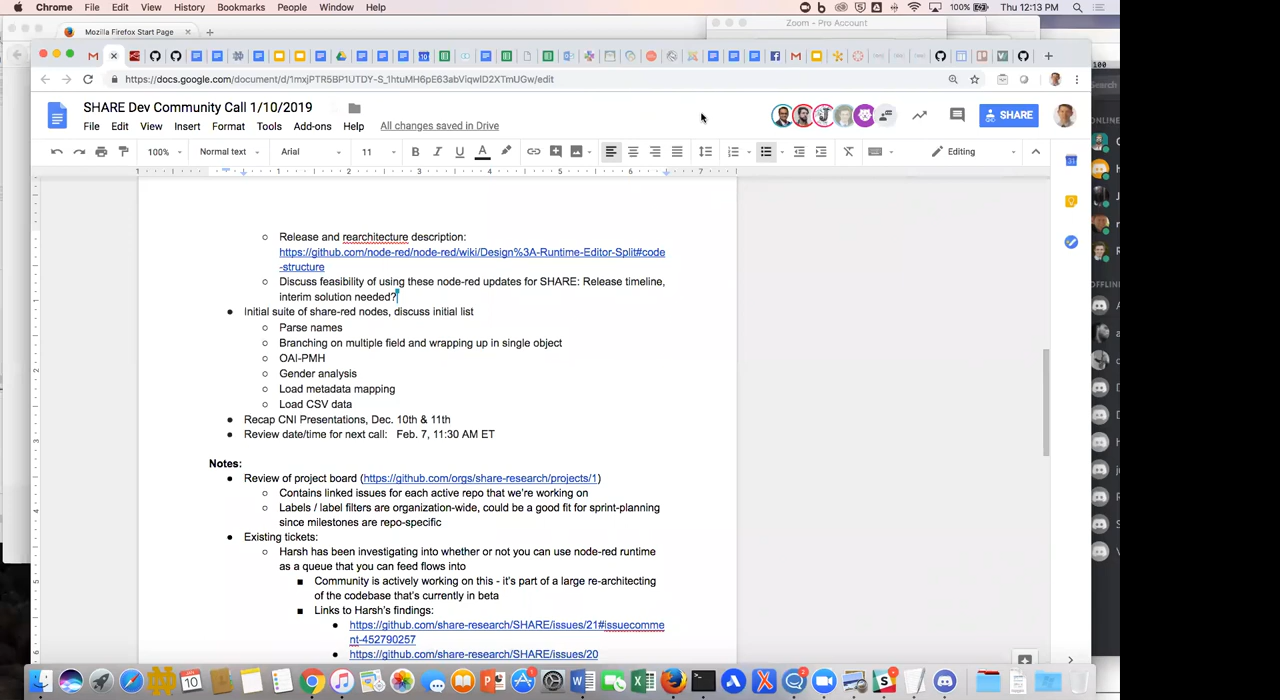 Chrome File Edit View History Bookmarks People Window Help
100% Thu 12:13 PM
Zoom - Pro Account
Mozilla Firefox Start Page
https://docs.google.com/document/d/1mxjPTR5BP1UTDY-S_1htuMH6pE63abViqwID2XTmUGw/edit
SHARE Dev Community Call 1/10/2019
SHARE
File Edit View Insert Format Tools Add-ons Help All changes saved in Drive
100% Normal text Arial 11 Editing
Release and rearchitecture description:
https://github.com/node-red/node-red/wiki/Design%3A-Runtime-Editor-Split#code
-structure
Discuss feasibility of using these node-red updates for SHARE: Release timeline,
interim solution needed?
Initial suite of share-red nodes, discuss initial list
Parse names
Branching on multiple field and wrapping up in single object
OAI-PMH
Gender analysis
Load metadata mapping
Load CSV data
Recap CNI Presentations, Dec. 10th & 11th
Review date/time for next call: Feb. 7, 11:30 AM ET
Notes:
Review of project board (https://github.com/orgs/share-research/projects/1)
Contains linked issues for each active repo that we're working on
Labels / label filters are organization-wide, could be a good fit for sprint-planning
since milestones are repo-specific
Existing tickets:
Harsh has been investigating into whether or not you can use node-red runtime
as a queue that you can feed flows into
Community is actively working on this - it's part of a large re-architecting
of the codebase that's currently in beta
Links to Harsh's findings:
https://github.com/share-research/SHARE/issues/21#issuecomme
nt-452790257
https://github.com/share-research/SHARE/issues/20